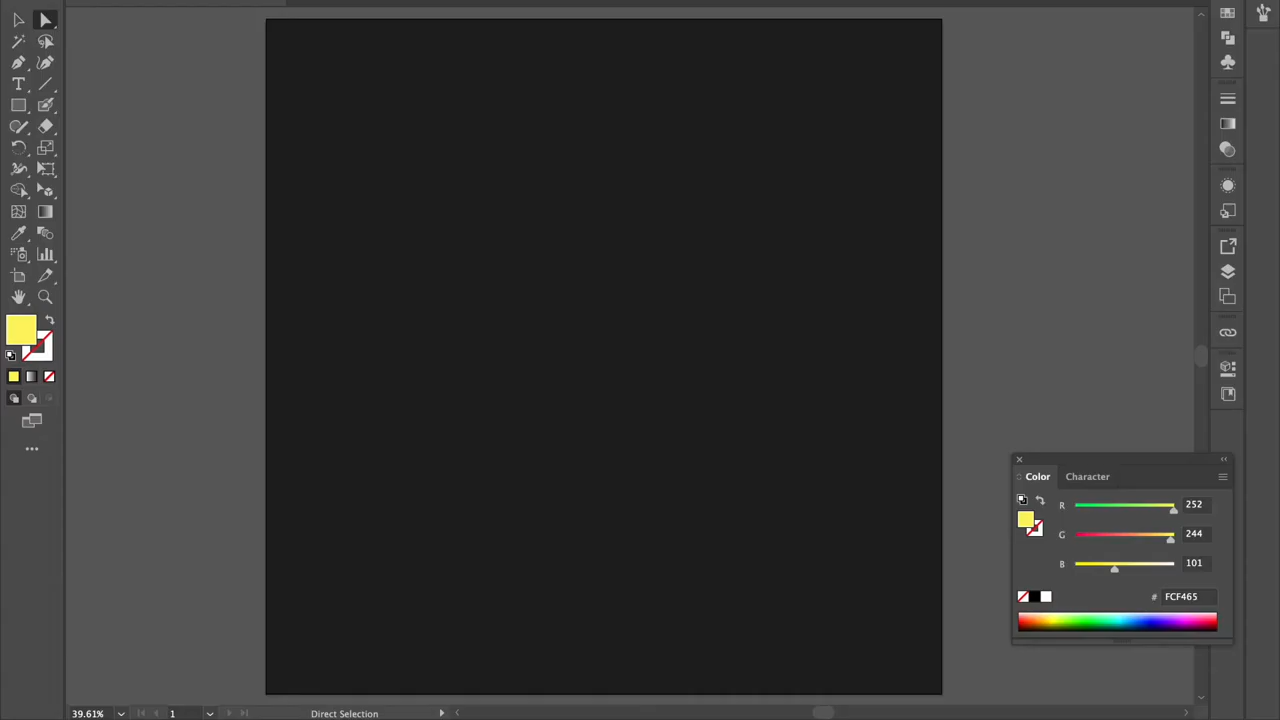 Color
Character
R
252
G
244
B
101
#
FCF465
39.61%
1
Direct Selection